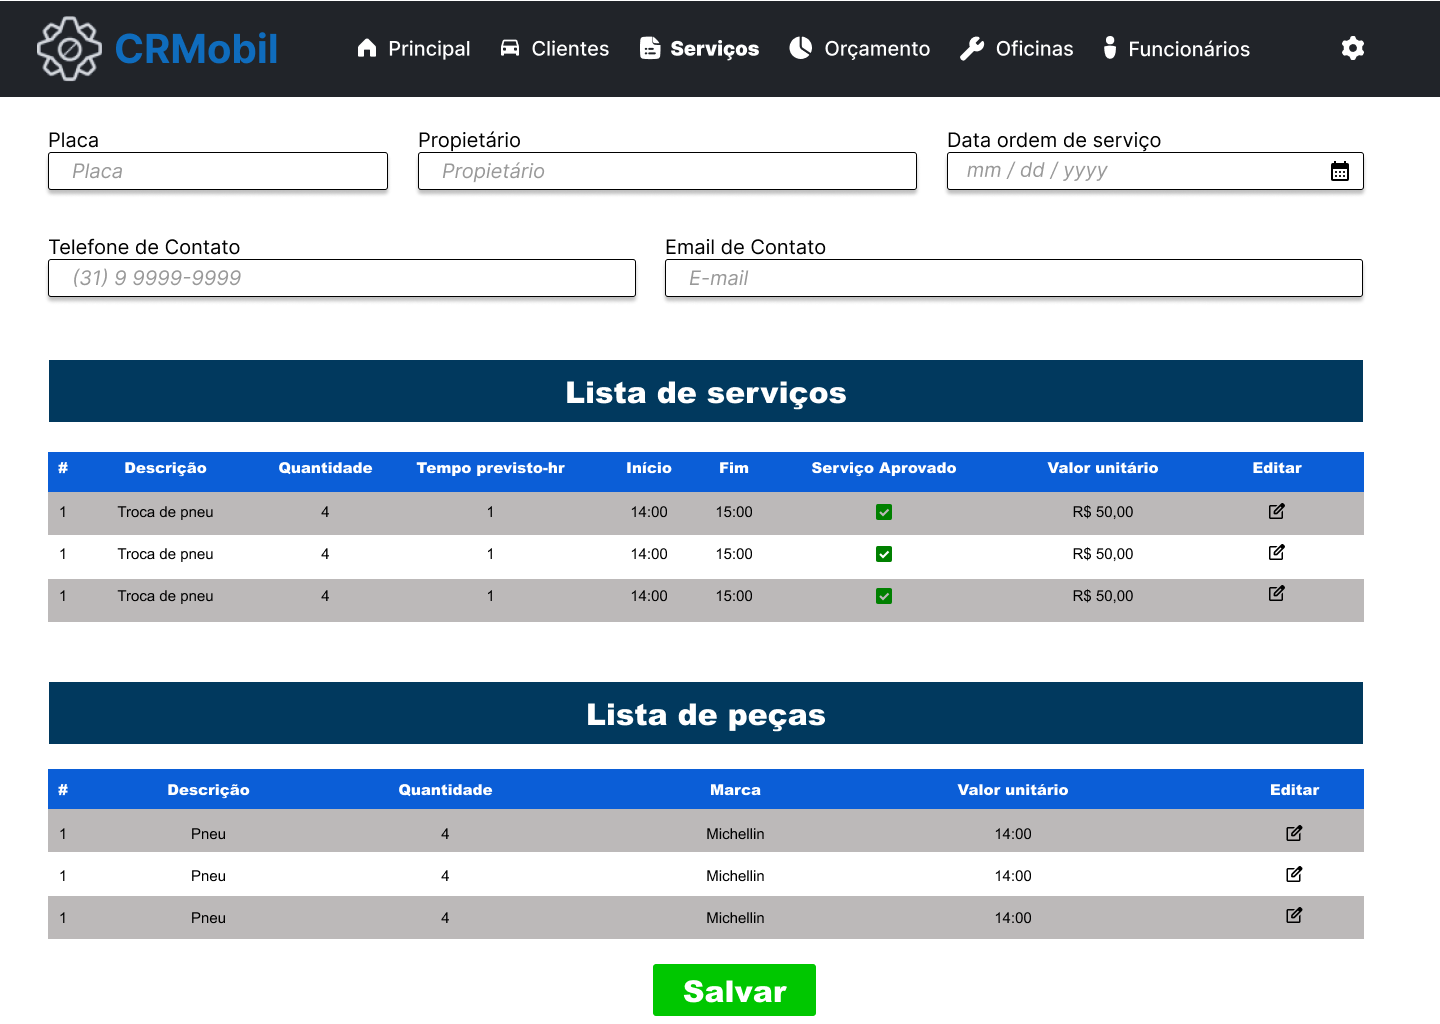 CRMobil Principal Clientes Serviços Orçamento Oficinas Funcionários
Placa Propietário Data ordem de serviço
Placa Propietário mm / dd / yyyy
Telefone de Contato Email de Contato
(31) 9 9999-9999 E-mail
Lista de serviços
# Descrição Quantidade Tempo previsto-hr Início Fim Serviço Aprovado Valor unitário Editar
1 Troca de pneu 4 1 14:00 15:00 R$ 50,00
1 Troca de pneu 4 1 14:00 15:00 R$ 50,00
1 Troca de pneu 4 1 14:00 15:00 R$ 50,00
Lista de peças
# Descrição Quantidade Marca Valor unitário Editar
1 Pneu 4 Michellin 14:00
1 Pneu 4 Michellin 14:00
1 Pneu 4 Michellin 14:00
Salvar